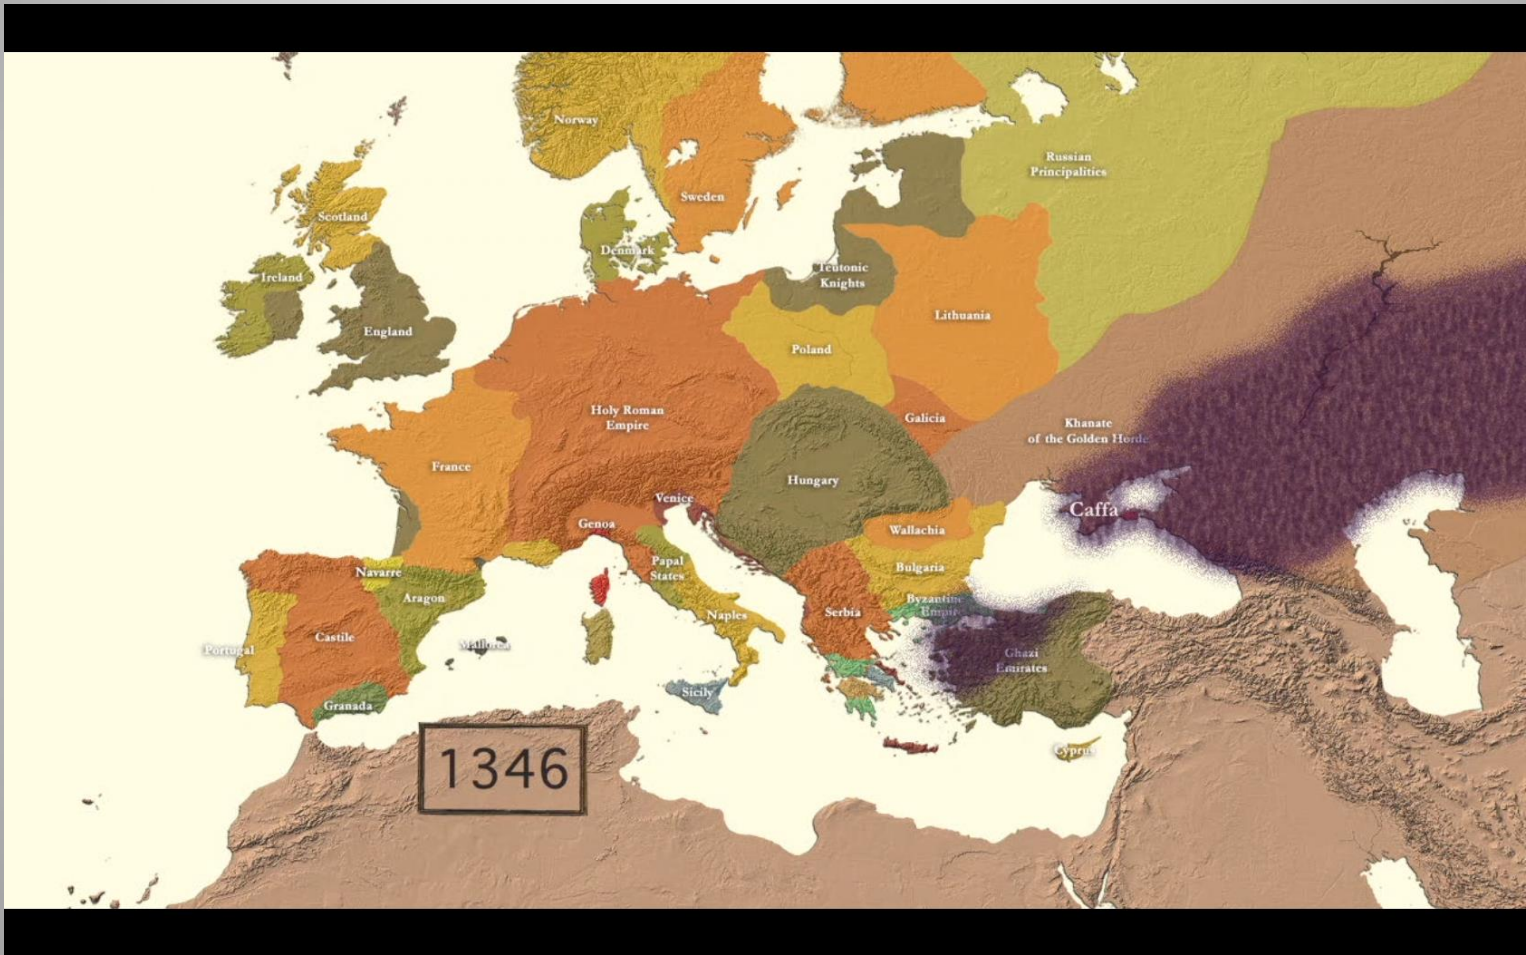 Norway
Russian
Principalities
Sweden
Scotland
Denmark
Teutonic
Knights
Ireland
Lithuania
England
Poland
Holy Roman
Empire
Galicia
Khanate
of the Golden Horde
France
Hungary
Venice
Caffa
Genoa
Wallachia
Papal
States
Bulgaria
Navarre
Aragon
Byzantine
Empire
Serbia
Naples
Castile
Mallorca
Portugal
Ghazi
Emirates
Sicily
Granada
Cyprus
1346